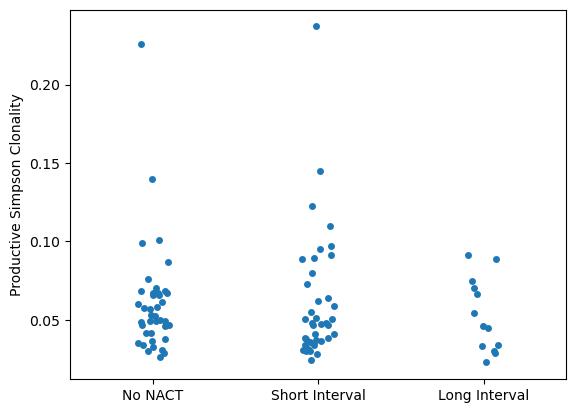 Productive Simpson Clonality
0.20
0.15
0.10
0.05
No NACT
Short Interval
Long Interval